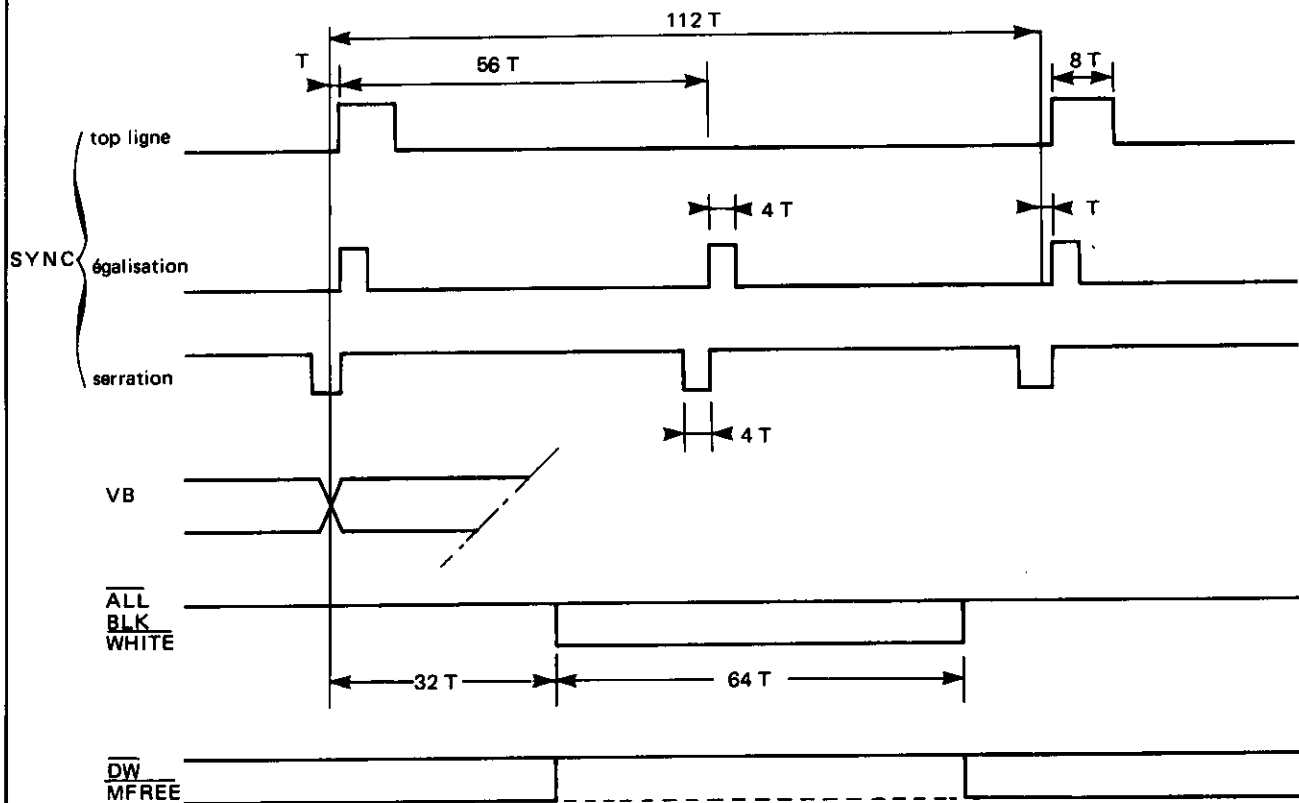 112 T
T
56 T
8 T
top ligne
4 T
T
SYNC
égalisation
serration
4 T
VB
ALL
BLK
WHITE
32 T
64 T
DW
MFREE